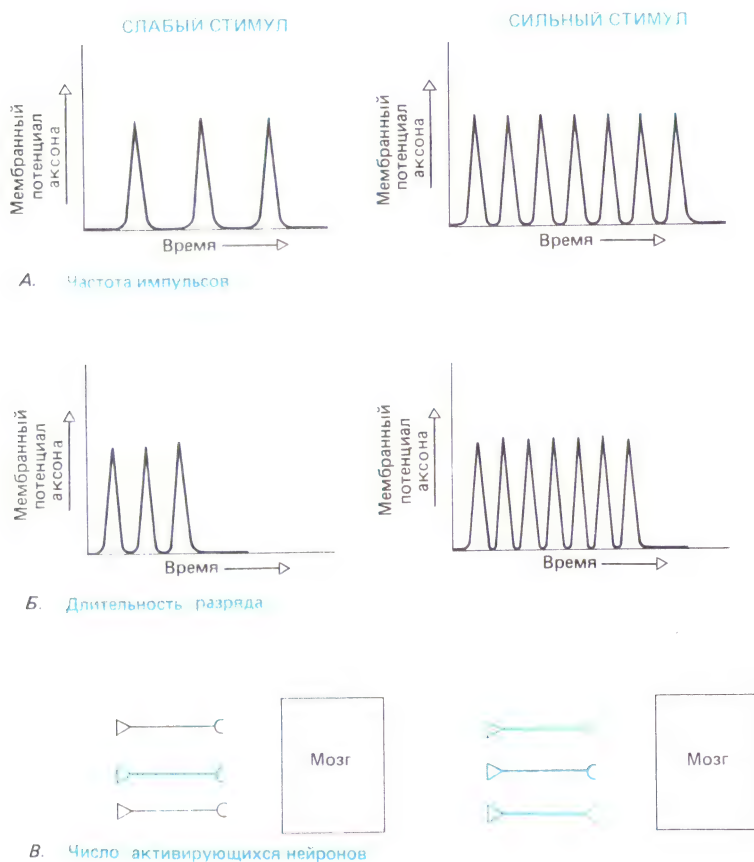 СЛАБЫЙ СТИМУЛ
СИЛЬНЫЙ СТИМУЛ
Мембранный
потенциал
аксона
Время
Мембранный
потенциал
аксона
Время
А. Частота импульсов
Мембранный
потенциал
аксона
Время
Мембранный
потенциал
аксона
Время
Б. Длительность разряда
Мозг
Мозг
В. Число активирующихся нейронов